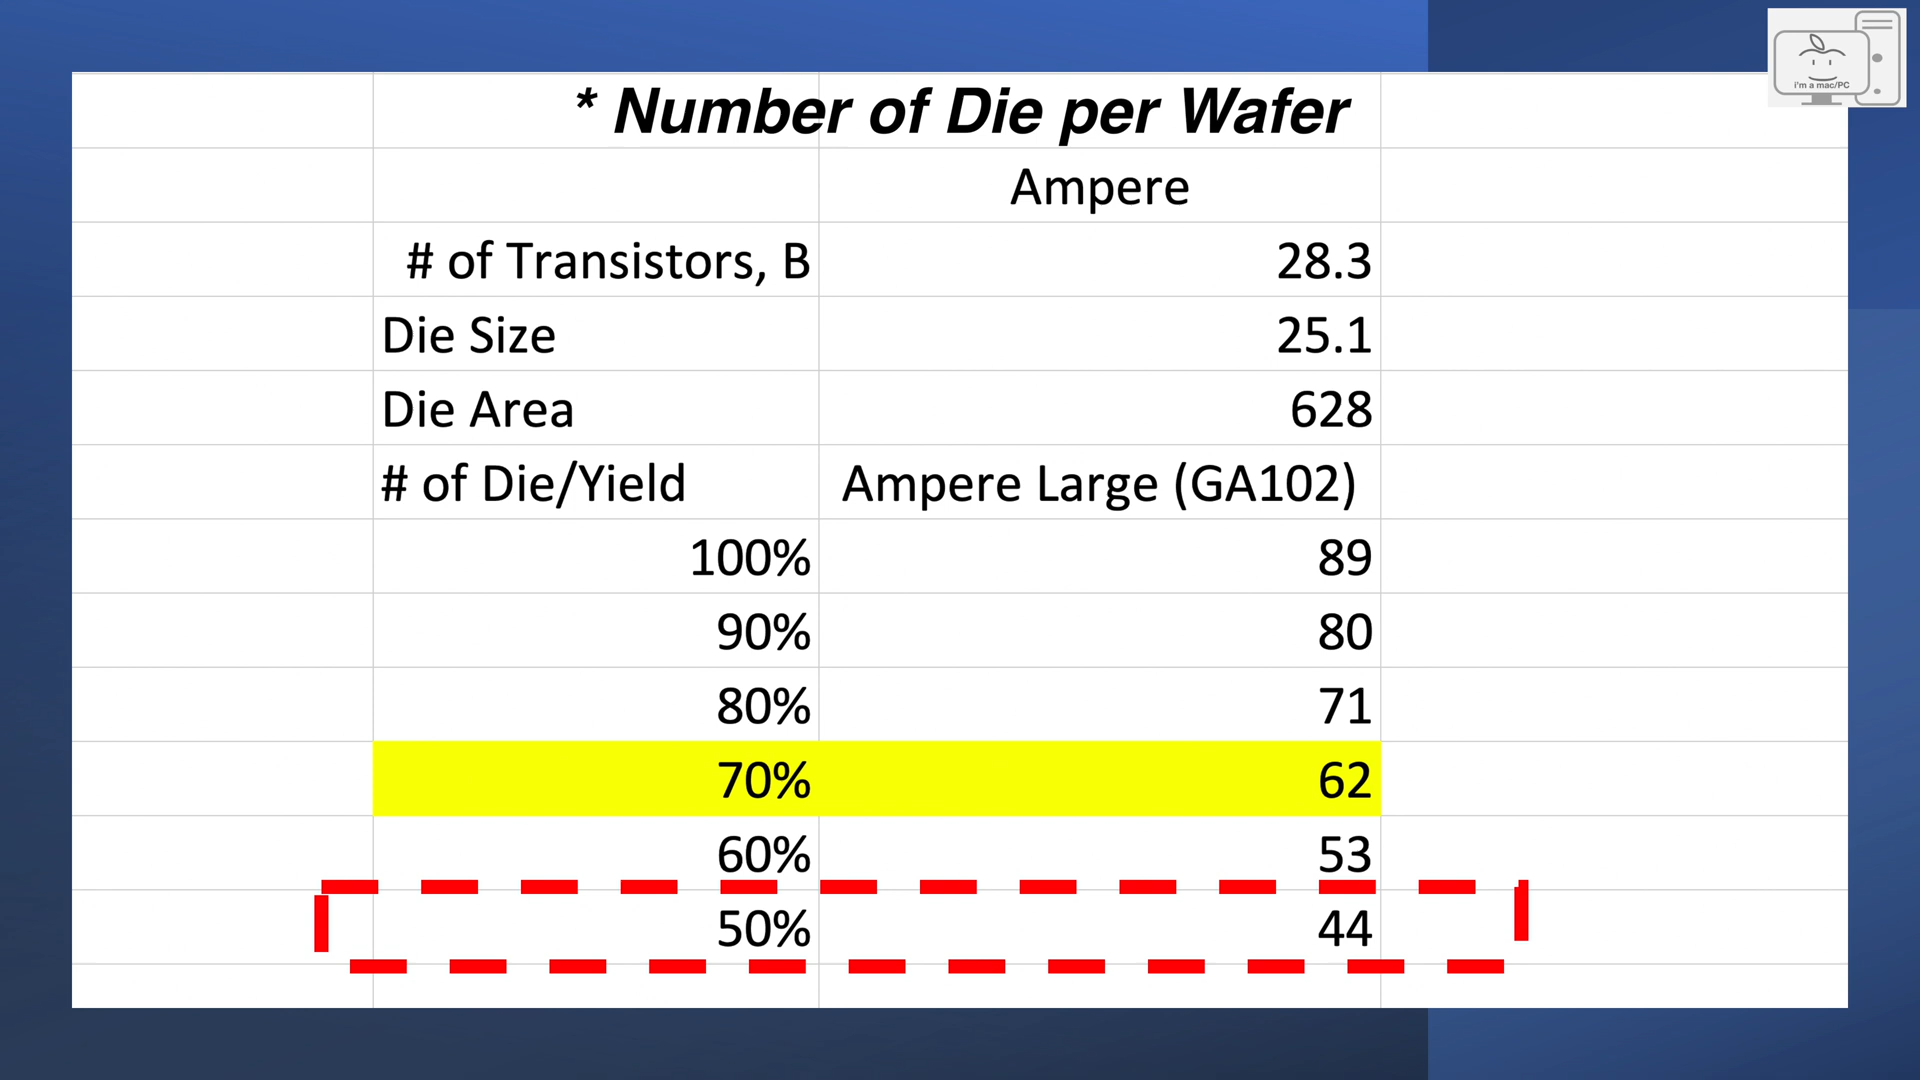 i'm a mac/PC
* Number of Die per Wafer
Ampere
# of Transistors, B 28.3
Die Size 25.1
Die Area 628
# of Die/Yield Ampere Large (GA102)
100% 89
90% 80
80% 71
70% 62
60% 53
50% 44